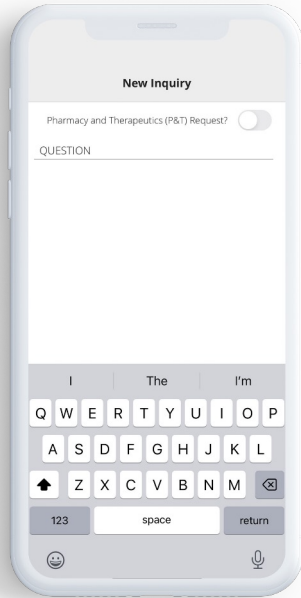 New Inquiry
Pharmacy and Therapeutics (P&T) Request?
QUESTION
I The I'm
Q W E R T Y U I O P
A S D F G H J K L
Z X C V B N M
123 space return